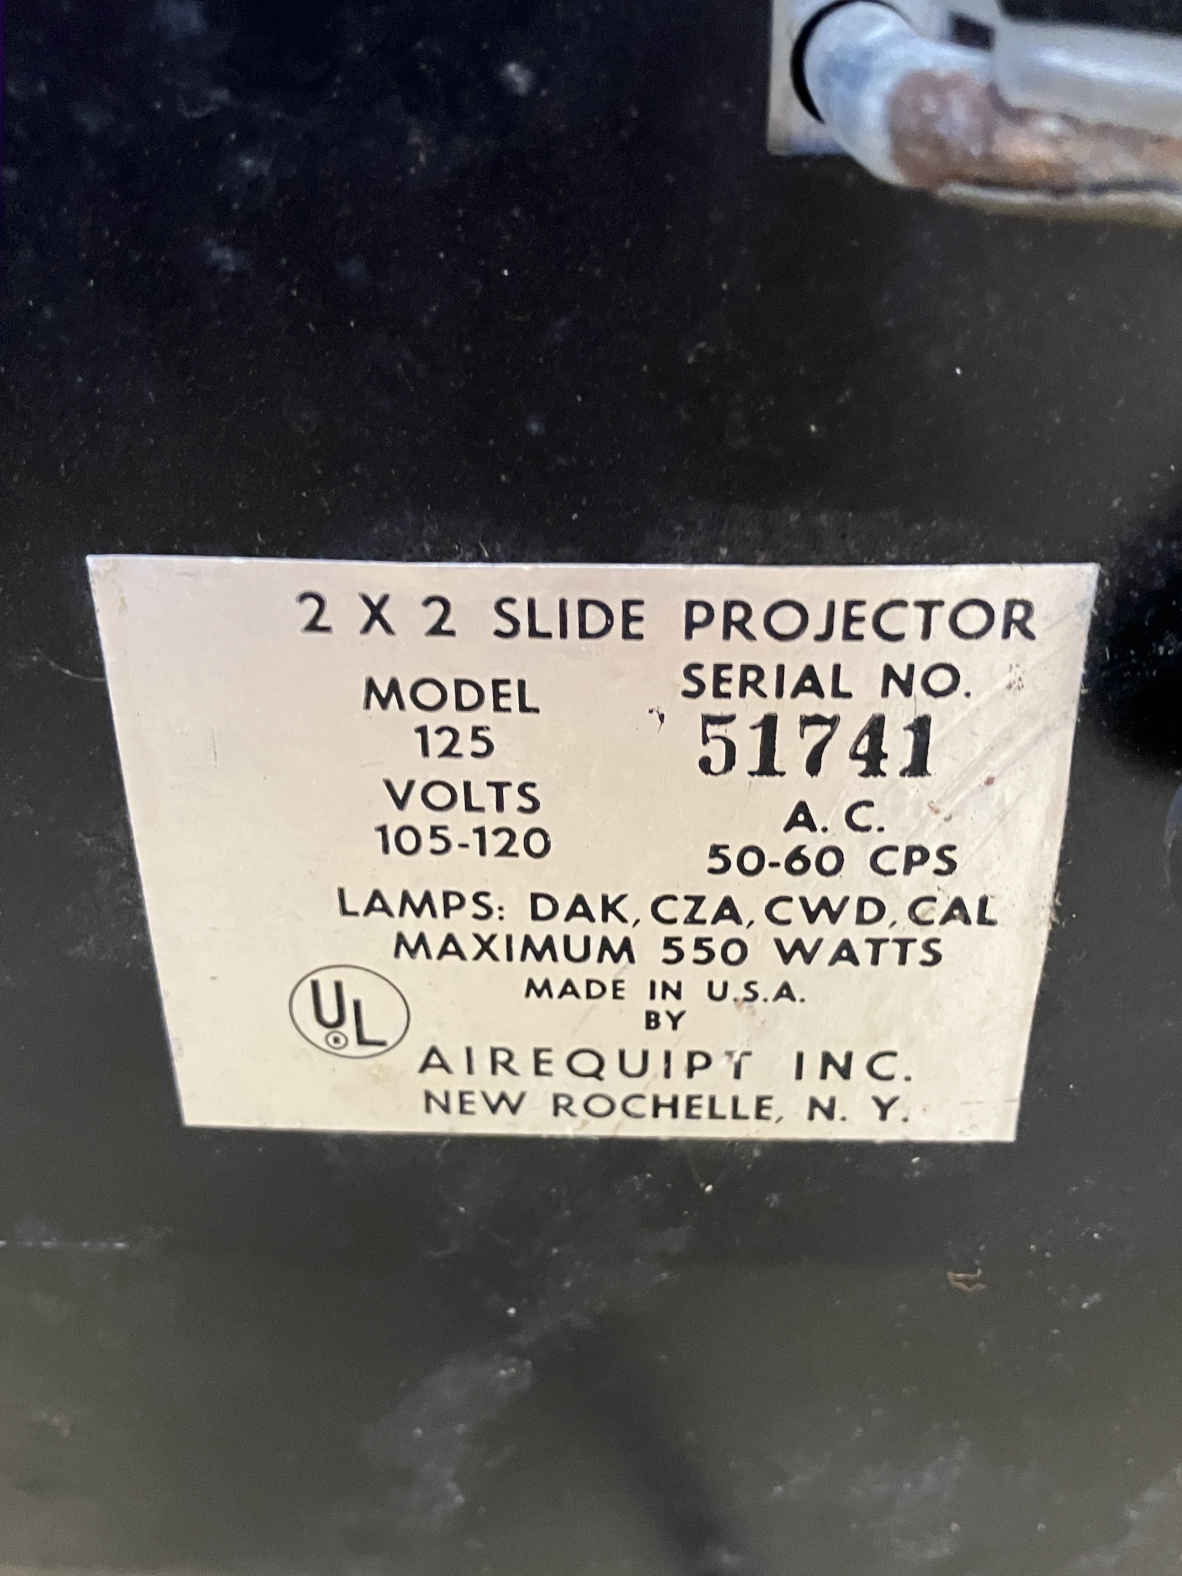 2 X 2 SLIDE PROJECTOR
MODEL
125
SERIAL NO.
51741
VOLTS
105-120
A. C.
50-60 CPS
LAMPS: DAK, CZA, CWD, CAL
MAXIMUM 550 WATTS
UL
®
MADE IN U.S.A.
BY
AIREQUIPT INC.
NEW ROCHELLE, N. Y.